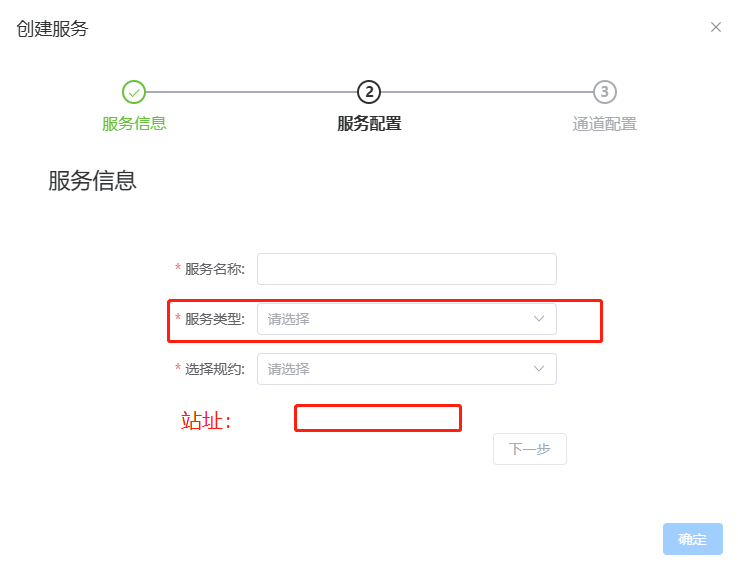 创建服务
2
3
服务信息
服务配置
通道配置
服务信息
* 服务名称:
* 服务类型: 请选择
* 选择规约: 请选择
站址：
下一步
确定